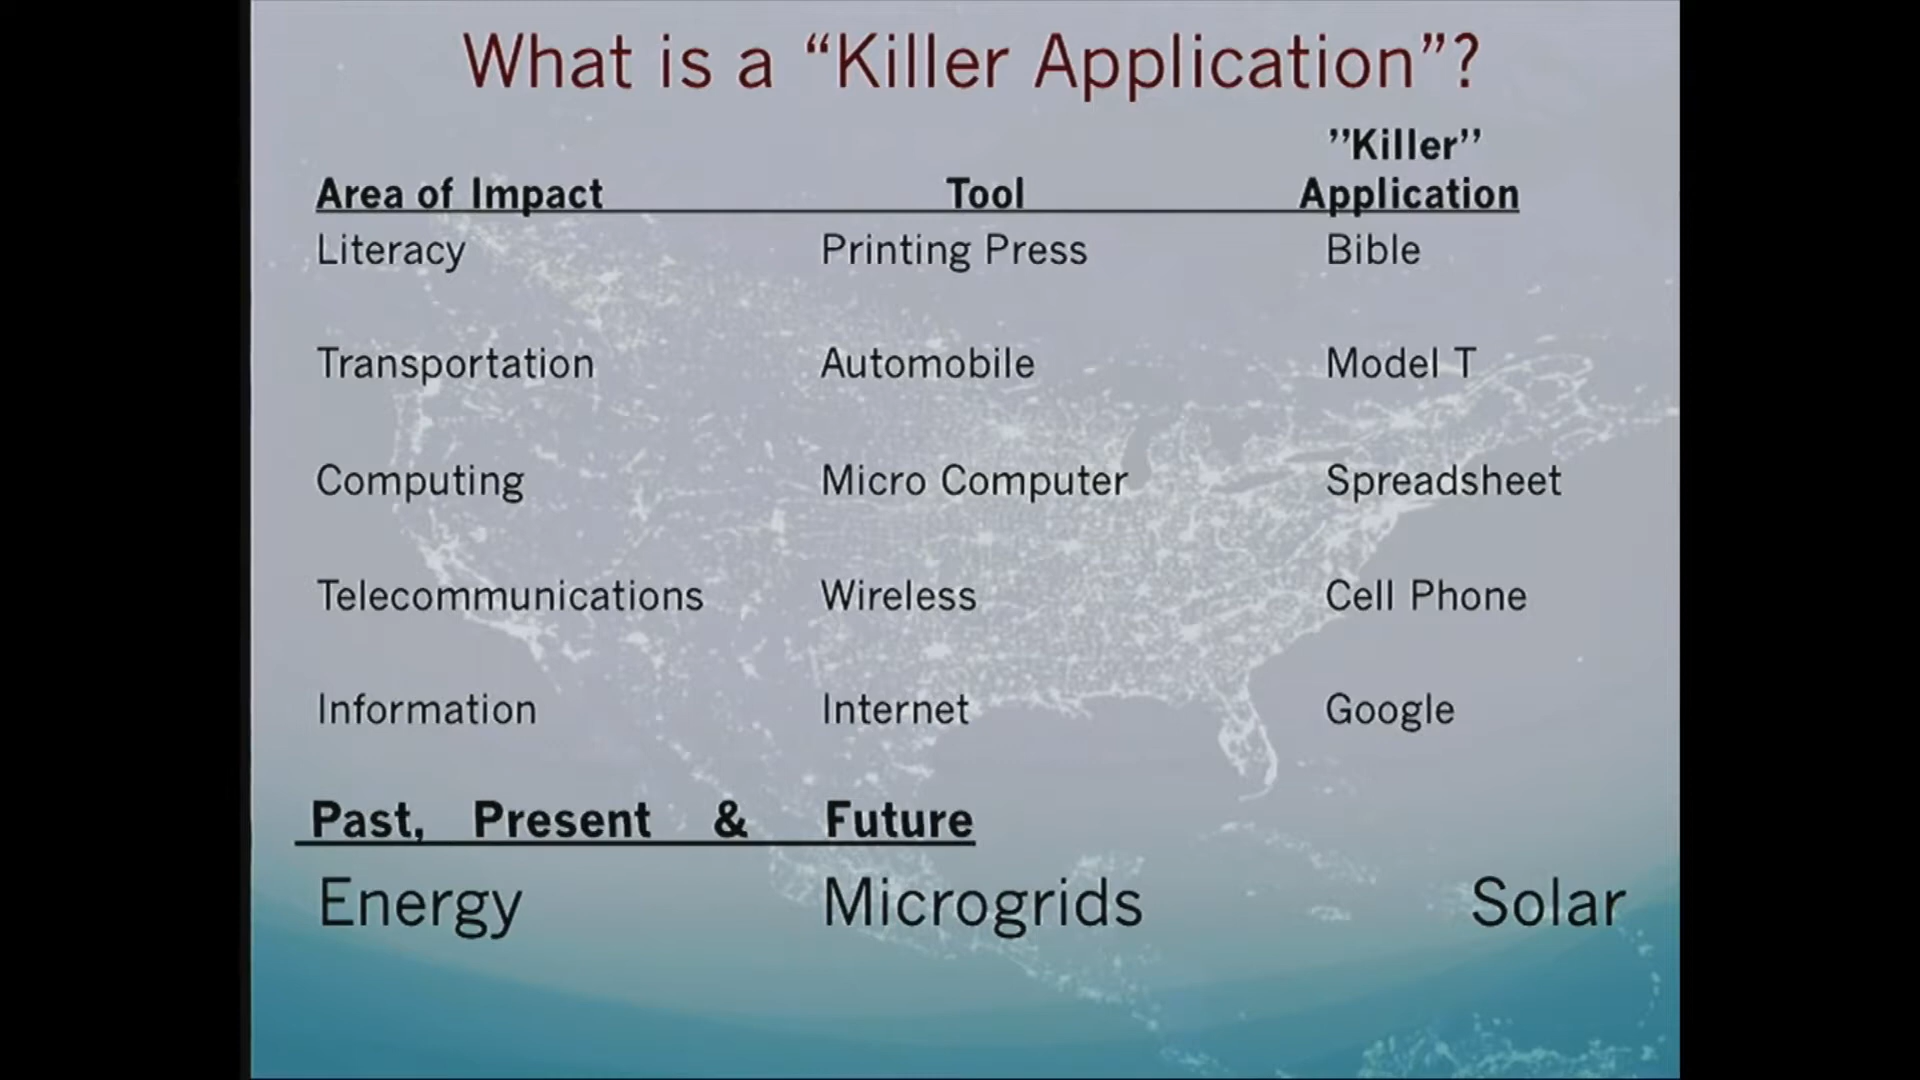 What is a “Killer Application”?
”Killer”
Area of Impact Tool Application
Literacy Printing Press Bible
Transportation Automobile Model T
Computing Micro Computer Spreadsheet
Telecommunications Wireless Cell Phone
Information Internet Google
Past, Present & Future
Energy Microgrids Solar